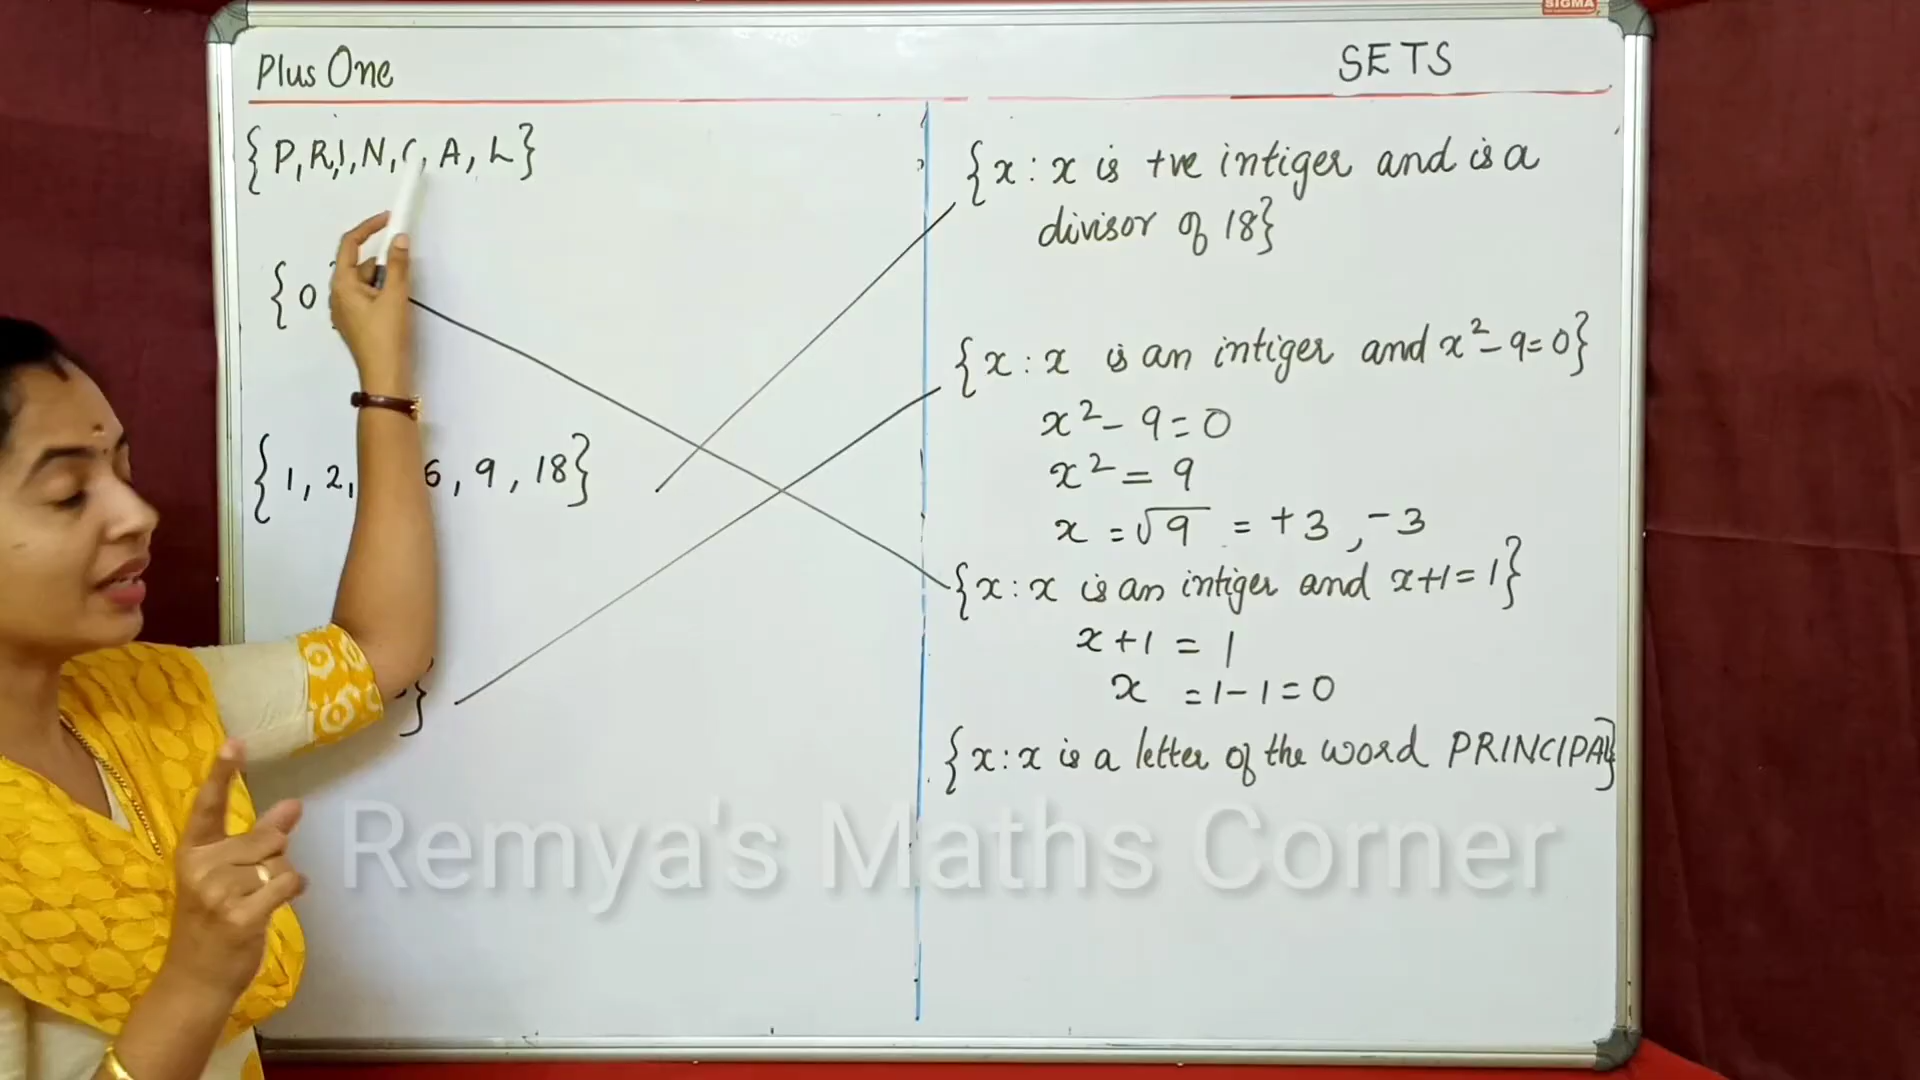 SIGMA
Plus One
SETS
{P,R,I,N,C,A,L}
{0
{1, 2, 6, 9, 18}
}
{x : x is +ve intiger and is a
divisor of 18}
{x : x is an intiger and x²-9=0}
x²-9=0
x² = 9
x = √9 = +3, -3
{x : x is an intiger and x+1=1}
x+1 = 1
x = 1-1=0
{x : x is a letter of the word PRINCIPAL}
Remya's Maths Corner